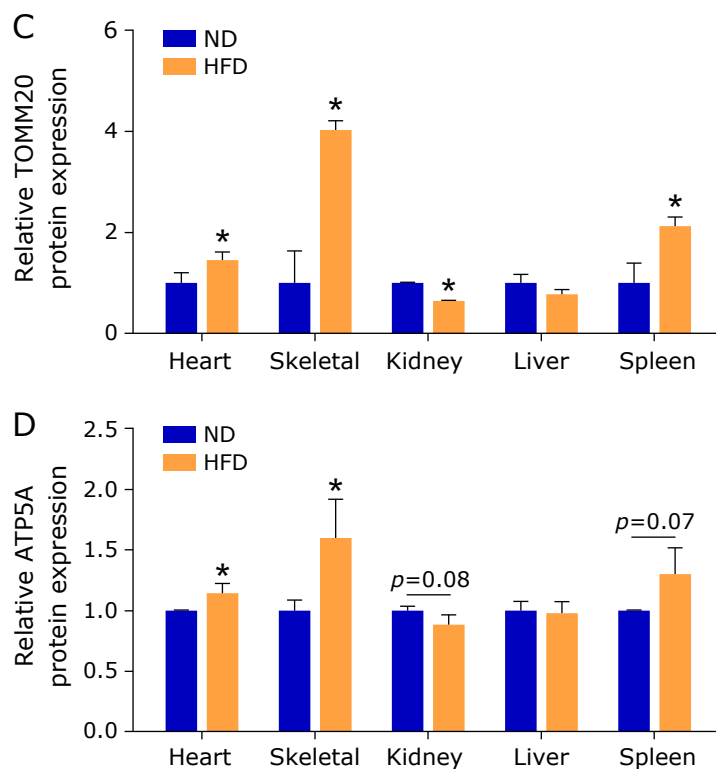 C
Relative TOMM20
protein expression
6
4
2
0
ND
HFD
*
*
*
*
Heart
Skeletal
Kidney
Liver
Spleen
D
Relative ATP5A
protein expression
2.5
2.0
1.5
1.0
0.5
0.0
ND
HFD
*
*
p=0.08
p=0.07
Heart
Skeletal
Kidney
Liver
Spleen